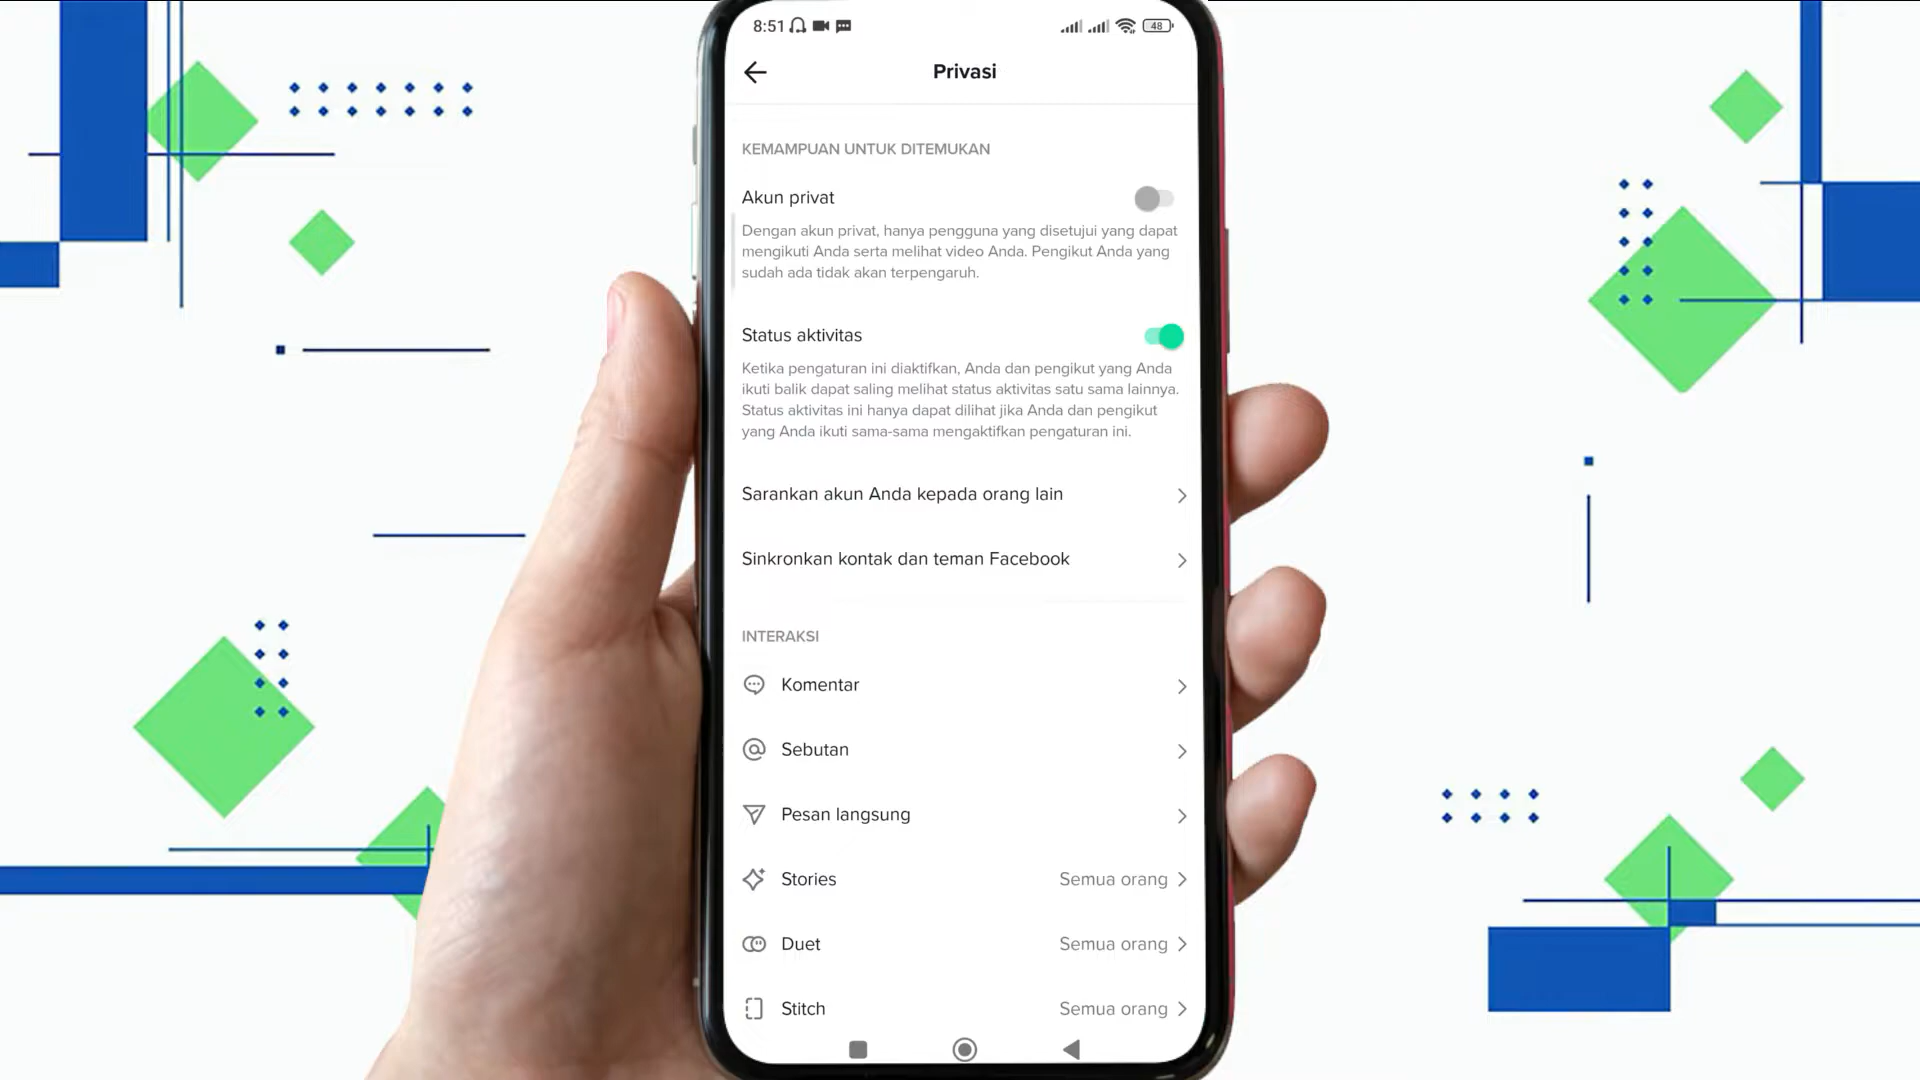 8:51
48
Privasi
KEMAMPUAN UNTUK DITEMUKAN
Akun privat
Dengan akun privat, hanya pengguna yang disetujui yang dapat
mengikuti Anda serta melihat video Anda. Pengikut Anda yang
sudah ada tidak akan terpengaruh.
Status aktivitas
Ketika pengaturan ini diaktifkan, Anda dan pengikut yang Anda
ikuti balik dapat saling melihat status aktivitas satu sama lainnya.
Status aktivitas ini hanya dapat dilihat jika Anda dan pengikut
yang Anda ikuti sama-sama mengaktifkan pengaturan ini.
Sarankan akun Anda kepada orang lain
Sinkronkan kontak dan teman Facebook
INTERAKSI
Komentar
Sebutan
Pesan langsung
Stories Semua orang
Duet Semua orang
Stitch Semua orang